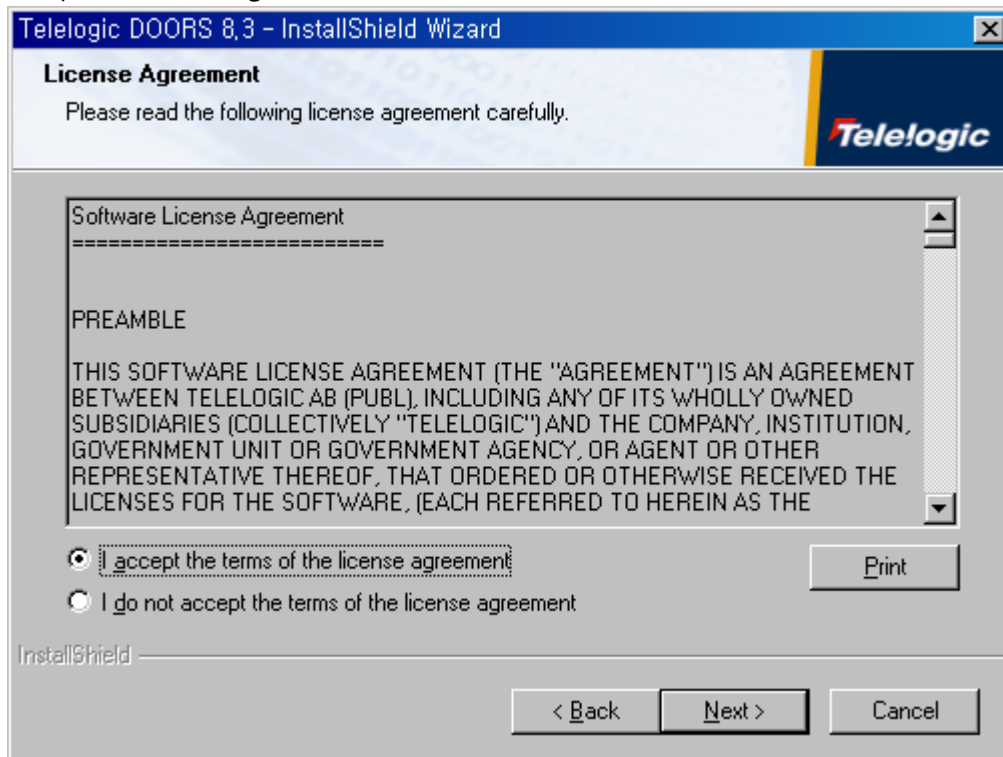 Telelogic DOORS 8,3 - InstallShield Wizard
License Agreement
Please read the following license agreement carefully.
Telelogic
Software License Agreement
==========================
PREAMBLE
THIS SOFTWARE LICENSE AGREEMENT (THE "AGREEMENT") IS AN AGREEMENT
BETWEEN TELELOGIC AB (PUBL), INCLUDING ANY OF ITS WHOLLY OWNED
SUBSIDIARIES (COLLECTIVELY "TELELOGIC") AND THE COMPANY, INSTITUTION,
GOVERNMENT UNIT OR GOVERNMENT AGENCY, OR AGENT OR OTHER
REPRESENTATIVE THEREOF, THAT ORDERED OR OTHERWISE RECEIVED THE
LICENSES FOR THE SOFTWARE, (EACH REFERRED TO HEREIN AS THE
I accept the terms of the license agreement
Print
I do not accept the terms of the license agreement
InstallShield
< Back
Next >
Cancel